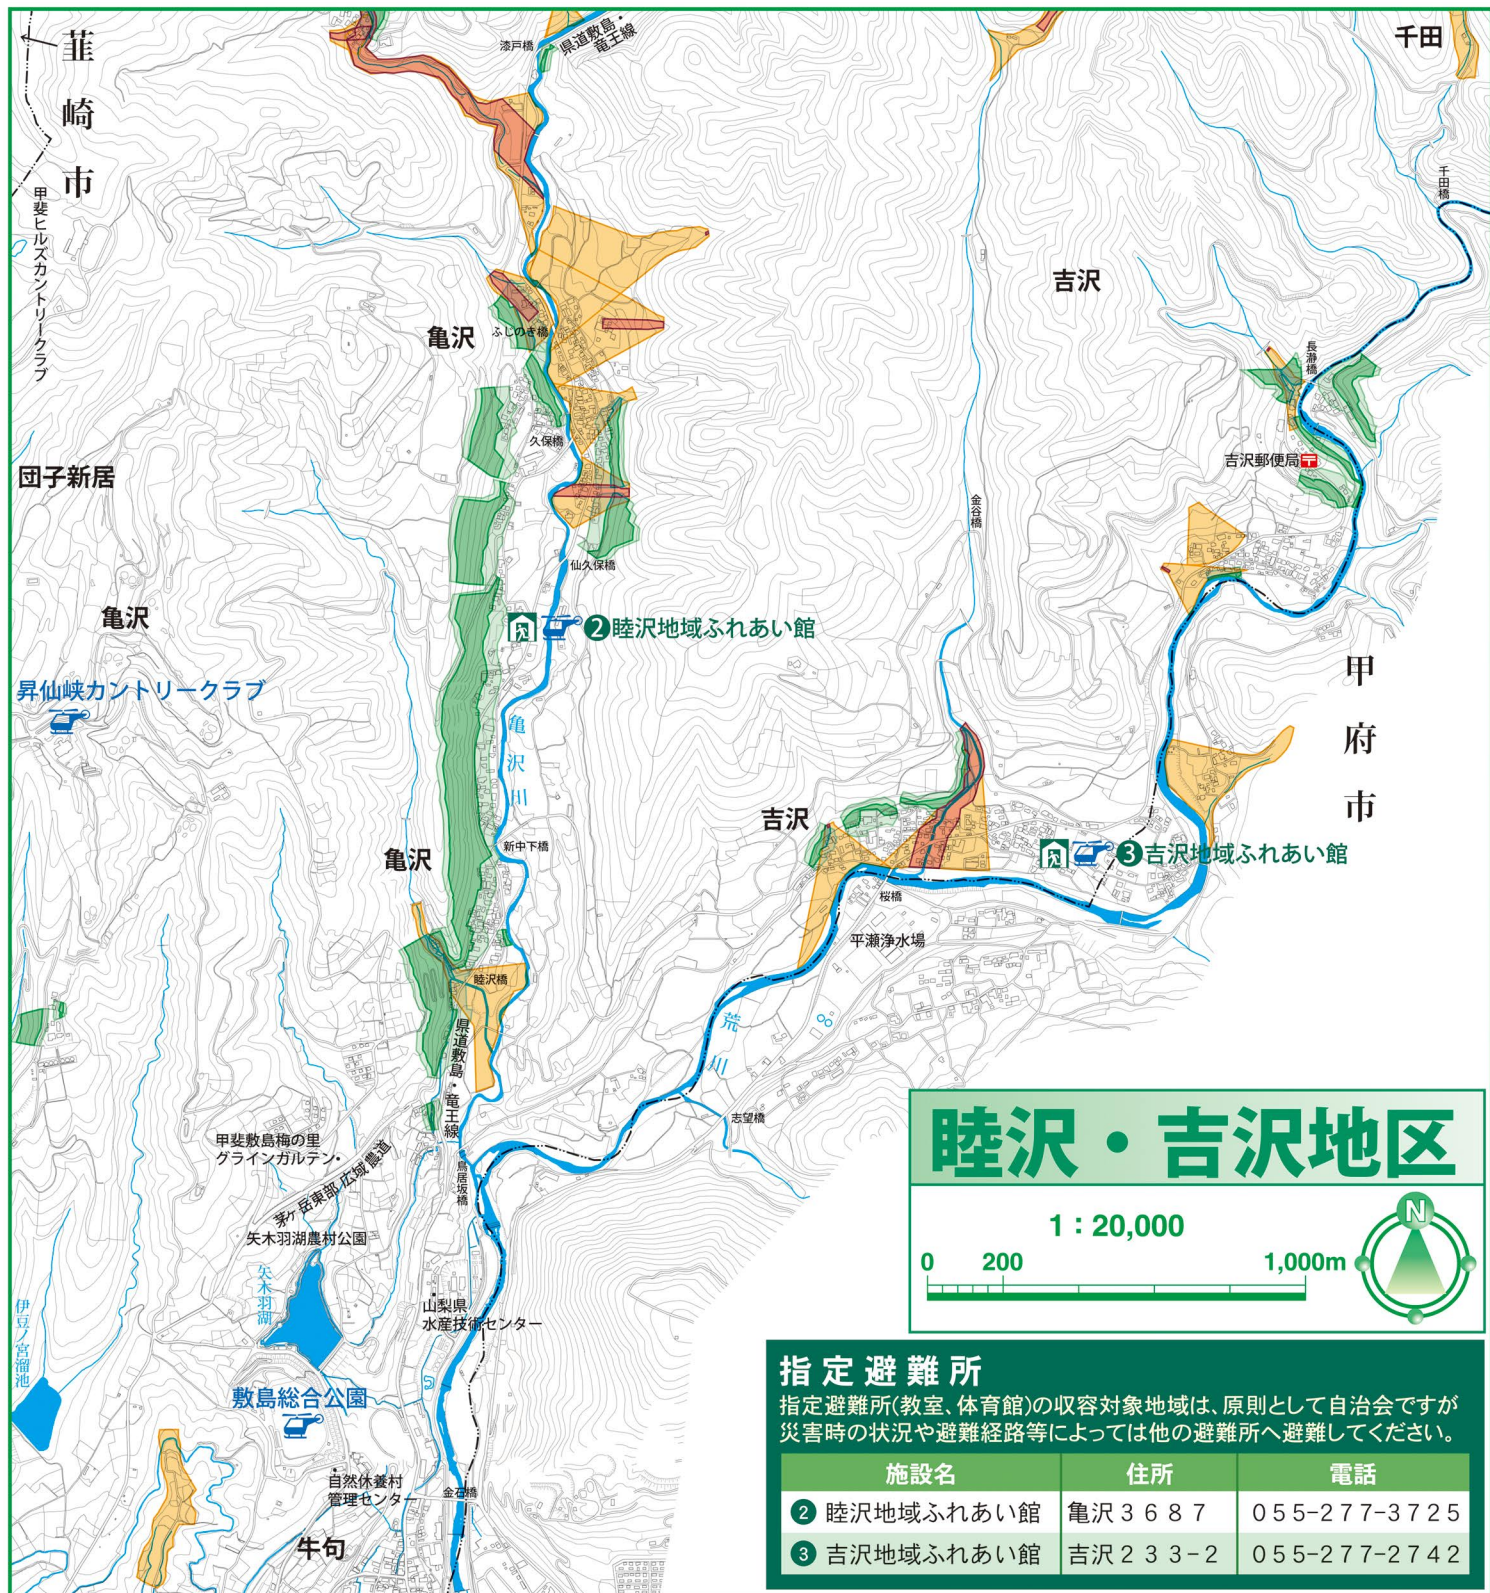 韮崎市
甲斐ヒルズカントリークラブ
漆戸橋
県道敷島・
竜王線
千田
千田橋
吉沢
亀沢
ふじのき橋
長瀞橋
久保橋
吉沢郵便局
団子新居
金谷橋
仙久保橋
亀沢
❷睦沢地域ふれあい館
昇仙峡カントリークラブ
甲府市
亀沢川
吉沢
新中下橋
亀沢
❸吉沢地域ふれあい館
桜橋
平瀬浄水場
睦沢橋
荒川
県道敷島・竜王線
志望橋
甲斐敷島梅の里
グラインガルテン
茅ヶ岳東部広域農道
鳥居坂橋
矢木羽湖農村公園
矢木羽湖
伊豆ノ宮溜池
山梨県
水産技術センター
敷島総合公園
自然休養村
管理センター
金石橋
牛句
睦沢・吉沢地区
1：20,000
0 200 1,000m
N
指定避難所
指定避難所(教室、体育館)の収容対象地域は、原則として自治会ですが
災害時の状況や避難経路等によっては他の避難所へ避難してください。
施設名 住所 電話
❷ 睦沢地域ふれあい館 亀沢３６８７ 055-277-3725
❸ 吉沢地域ふれあい館 吉沢２３３-２ 055-277-2742